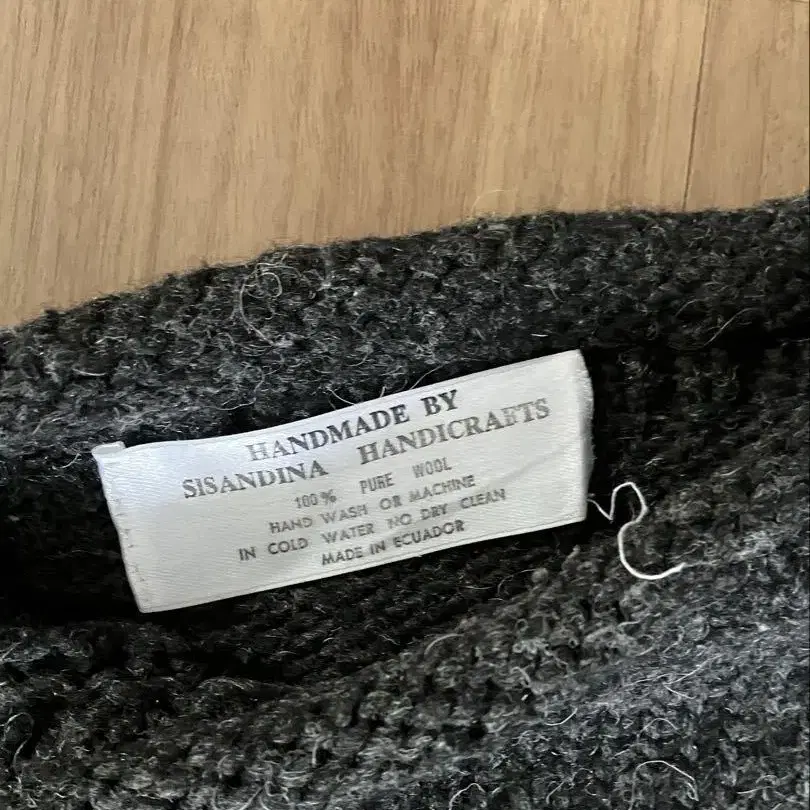 HANDMADE BY
SISANDINA HANDICRAFTS
100% PURE WOOL
HAND WASH OR MACHINE
IN COLD WATER NO DRY CLEAN
MADE IN ECUADOR